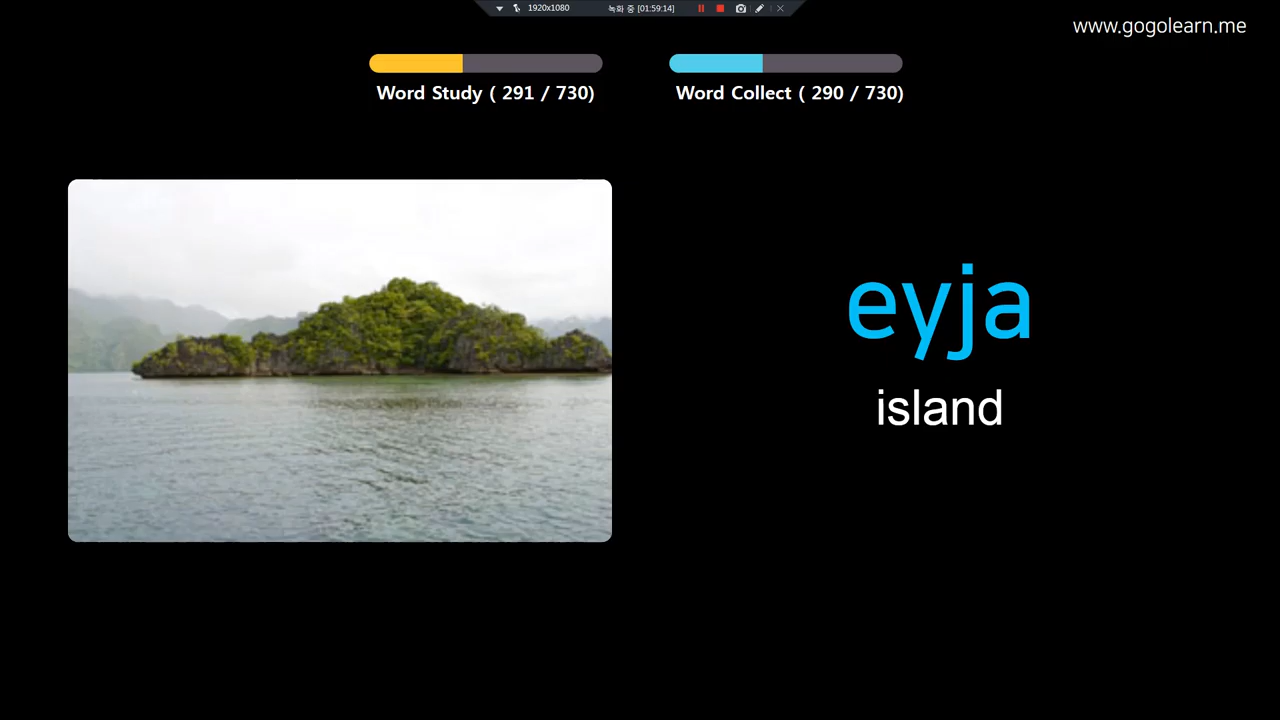 1920x1080 녹화 중 [01:59:14]
www.gogolearn.me
Word Study ( 291 / 730) Word Collect ( 290 / 730)
eyja
island